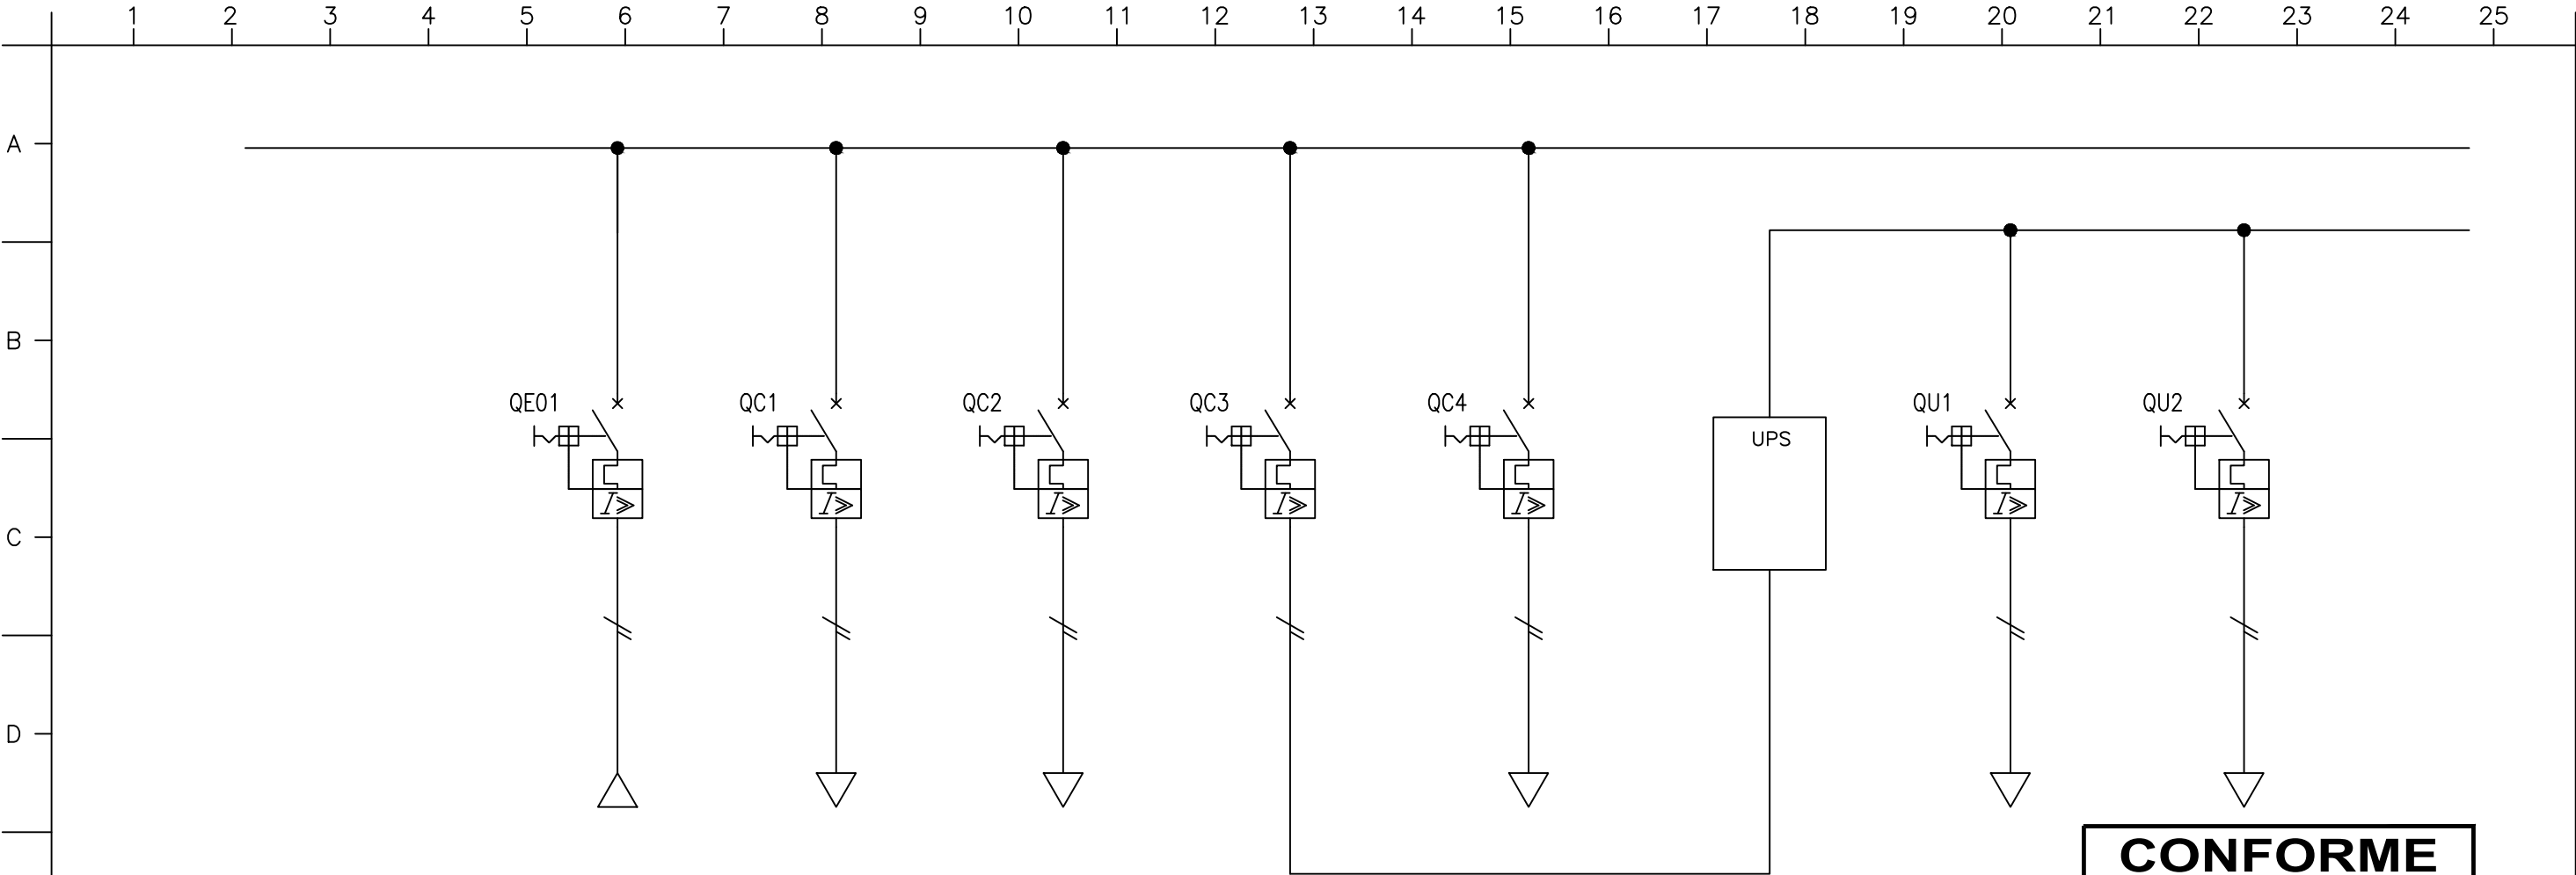 1 2 3 4 5 6 7 8 9 10 11 12 13 14 15 16 17 18 19 20 21 22 23 24 25
A
B
QE01 QC1 QC2 QC3 QC4 QU1 QU2
UPS
I≫ I≫ I≫ I≫ I≫ I≫ I≫
C
D
CONFORME